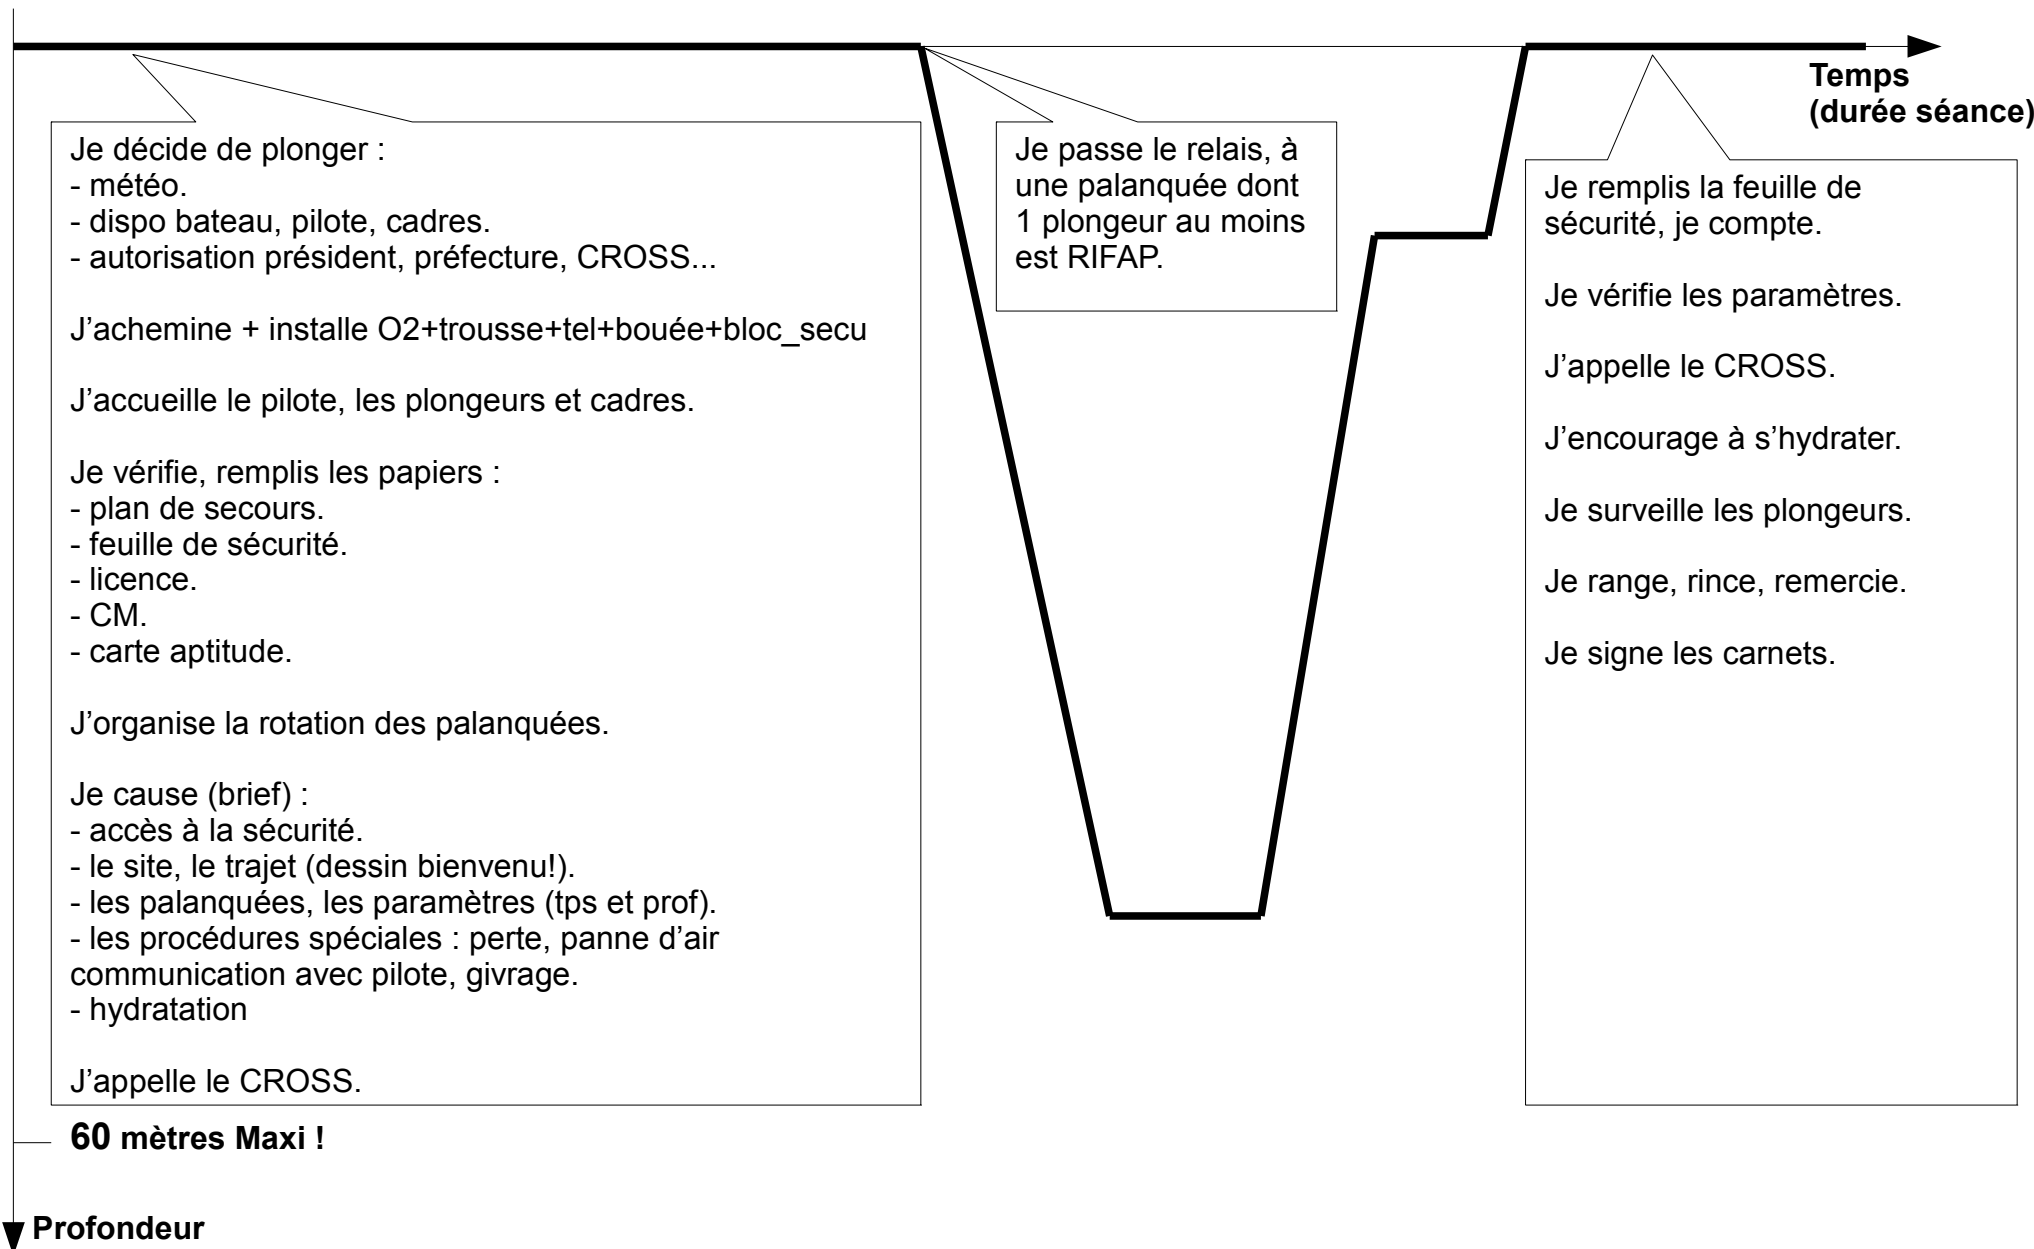 Temps
(durée séance)
Je décide de plonger :
- météo.
- dispo bateau, pilote, cadres.
- autorisation président, préfecture, CROSS...
J’achemine + installe O2+trousse+tel+bouée+bloc_secu
J’accueille le pilote, les plongeurs et cadres.
Je vérifie, remplis les papiers :
- plan de secours.
- feuille de sécurité.
- licence.
- CM.
- carte aptitude.
J’organise la rotation des palanquées.
Je cause (brief) :
- accès à la sécurité.
- le site, le trajet (dessin bienvenu!).
- les palanquées, les paramètres (tps et prof).
- les procédures spéciales : perte, panne d’air
communication avec pilote, givrage.
- hydratation
J’appelle le CROSS.
Je passe le relais, à
une palanquée dont
1 plongeur au moins
est RIFAP.
Je remplis la feuille de
sécurité, je compte.
Je vérifie les paramètres.
J’appelle le CROSS.
J’encourage à s’hydrater.
Je surveille les plongeurs.
Je range, rince, remercie.
Je signe les carnets.
60 mètres Maxi !
Profondeur